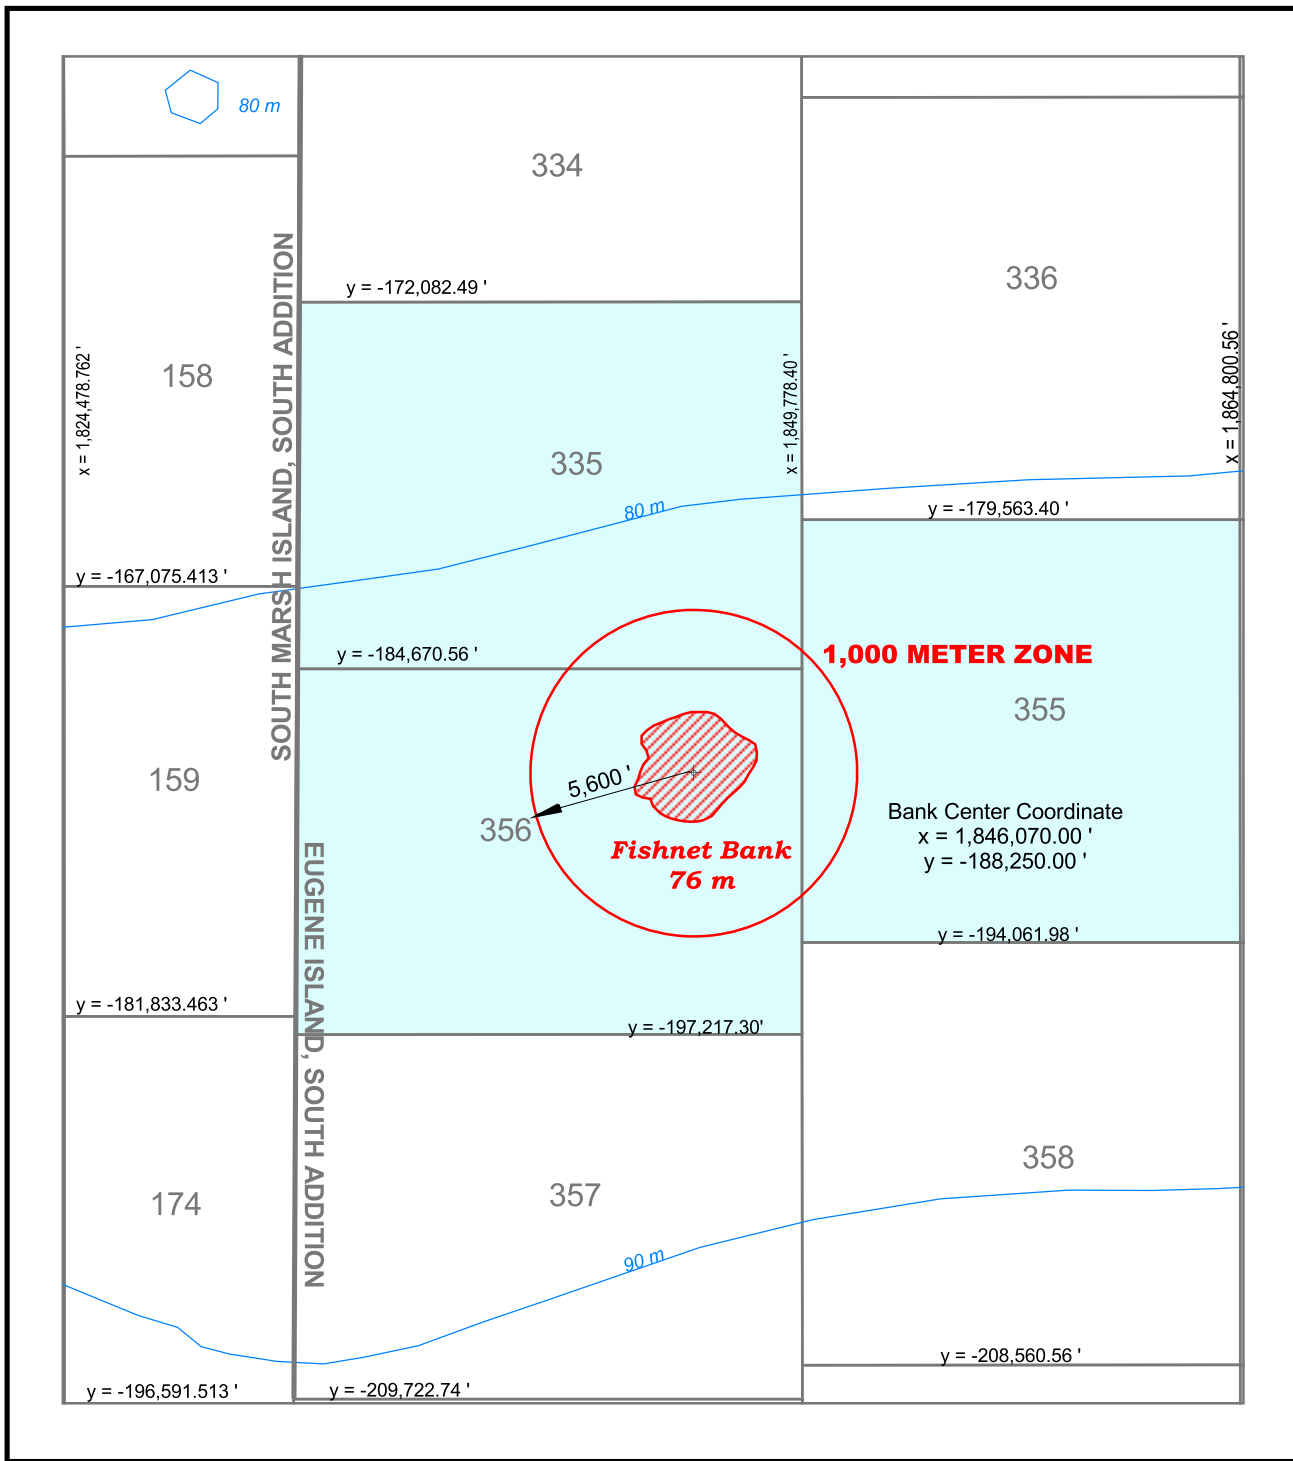 80 m
334
336
y = -172,082.49 '
SOUTH MARSH ISLAND, SOUTH ADDITION
x = 1,824,478.762 '
158
x = 1,849,778.40 '
x = 1,864,800.56 '
335
80 m
y = -179,563.40 '
y = -167,075.413 '
y = -184,670.56 '
1,000 METER ZONE
355
159
5,600 '
356
Bank Center Coordinate
x = 1,846,070.00 '
y = -188,250.00 '
Fishnet Bank
76 m
EUGENE ISLAND, SOUTH ADDITION
y = -194,061.98 '
y = -181,833.463 '
y = -197,217.30'
358
174
357
90 m
y = -208,560.56 '
y = -196,591.513 '
y = -209,722.74 '